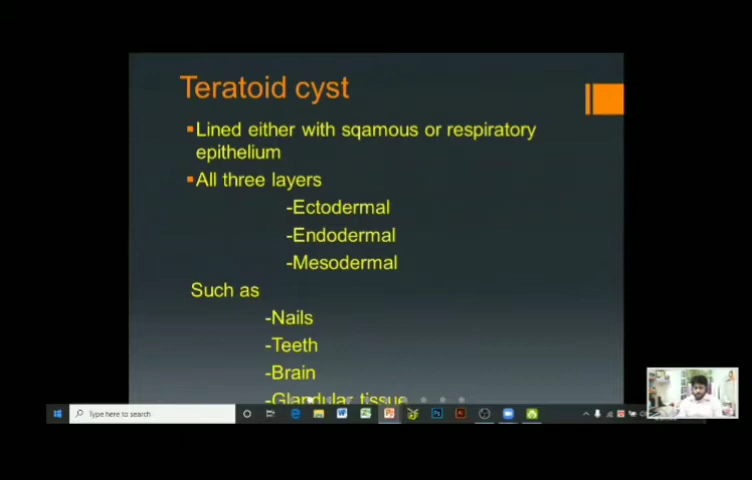 Teratoid cyst
▪Lined either with sqamous or respiratory
epithelium
▪All three layers
-Ectodermal
-Endodermal
-Mesodermal
Such as
-Nails
-Teeth
-Brain
-Glandular tissue
Type here to search